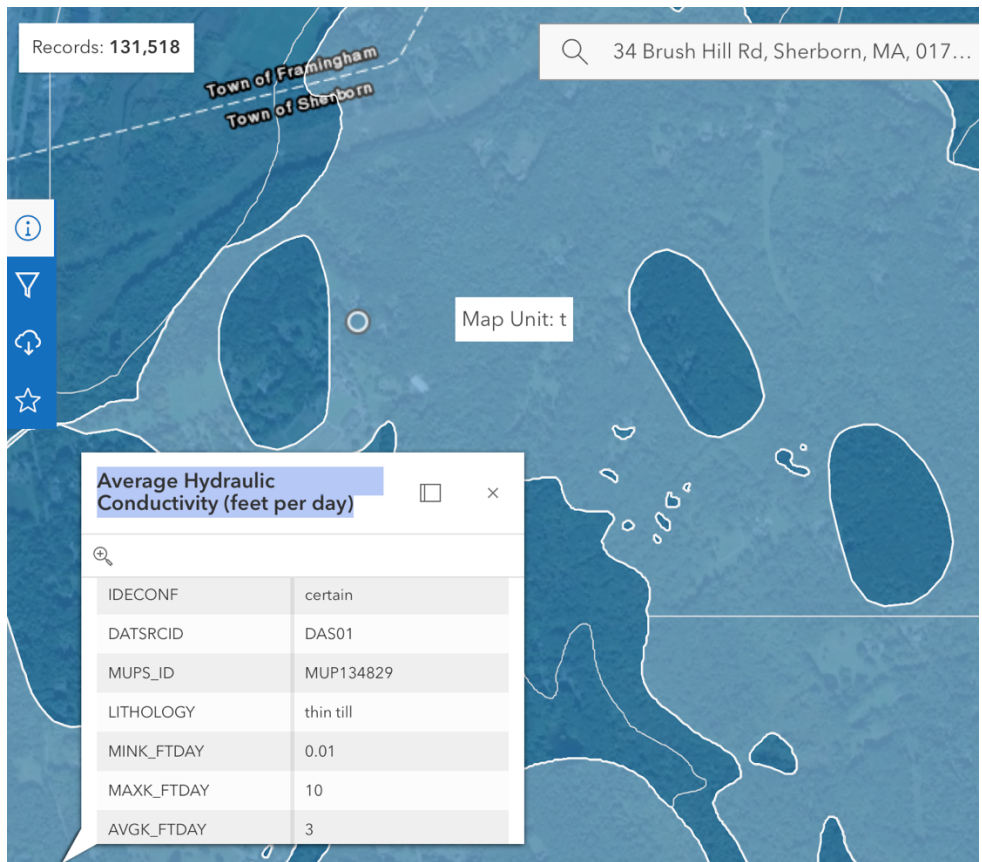 Records: 131,518
34 Brush Hill Rd, Sherborn, MA, 017...
Town of Framingham
Town of Sherborn
Map Unit: t
Average Hydraulic
Conductivity (feet per day)
IDECONF certain
DATSRCID DAS01
MUPS_ID MUP134829
LITHOLOGY thin till
MINK_FTDAY 0.01
MAXK_FTDAY 10
AVGK_FTDAY 3